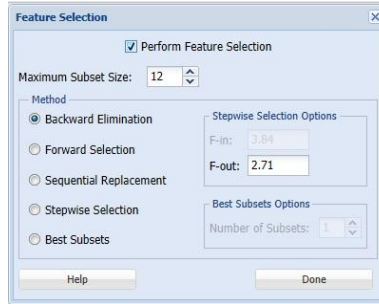 Feature Selection
Perform Feature Selection
Maximum Subset Size: 12
Method
Backward Elimination
Forward Selection
Sequential Replacement
Stepwise Selection
Best Subsets
Stepwise Selection Options
F-in: 3.84
F-out: 2.71
Best Subsets Options
Number of Subsets: 1
Help
Done